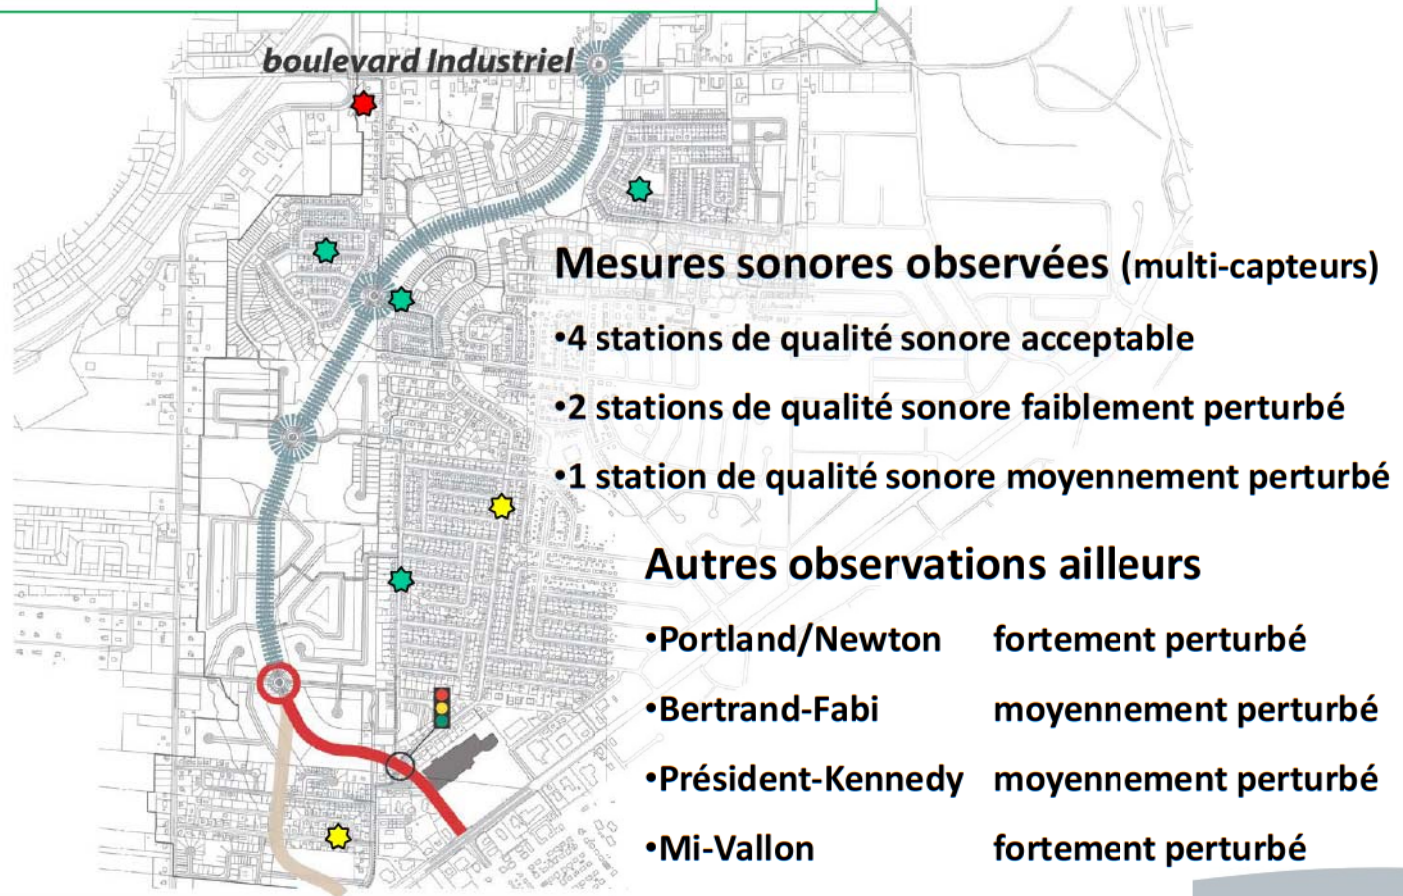 boulevard Industriel
Mesures sonores observées (multi-capteurs)
•4 stations de qualité sonore acceptable
•2 stations de qualité sonore faiblement perturbé
•1 station de qualité sonore moyennement perturbé
Autres observations ailleurs
•Portland/Newton fortement perturbé
•Bertrand-Fabi moyennement perturbé
•Président-Kennedy moyennement perturbé
•Mi-Vallon fortement perturbé